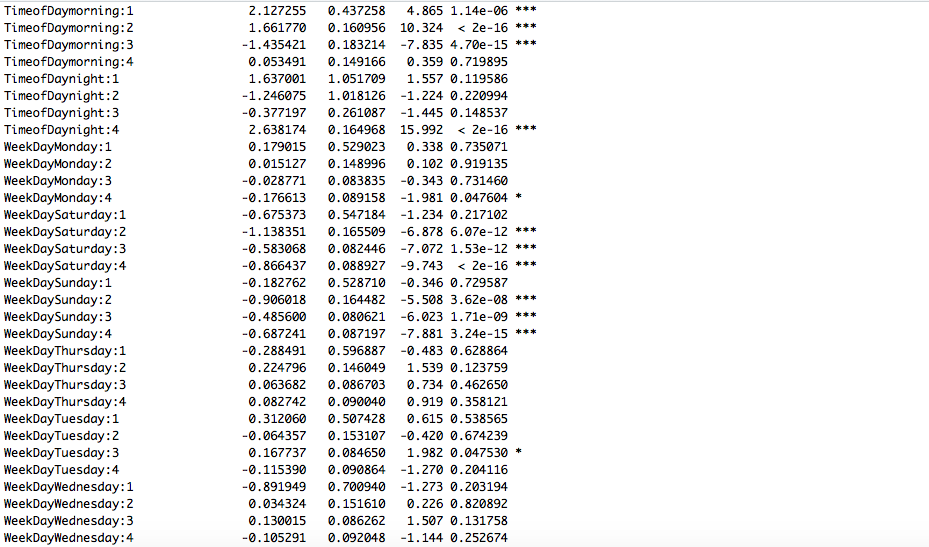 TimeofDaymorning:1 2.127255 0.437258 4.865 1.14e-06 ***
TimeofDaymorning:2 1.661770 0.160956 10.324 < 2e-16 ***
TimeofDaymorning:3 -1.435421 0.183214 -7.835 4.70e-15 ***
TimeofDaymorning:4 0.053491 0.149166 0.359 0.719895
TimeofDaynight:1 1.637001 1.051709 1.557 0.119586
TimeofDaynight:2 -1.246075 1.018126 -1.224 0.220994
TimeofDaynight:3 -0.377197 0.261087 -1.445 0.148537
TimeofDaynight:4 2.638174 0.164968 15.992 < 2e-16 ***
WeekDayMonday:1 0.179015 0.529023 0.338 0.735071
WeekDayMonday:2 0.015127 0.148996 0.102 0.919135
WeekDayMonday:3 -0.028771 0.083835 -0.343 0.731460
WeekDayMonday:4 -0.176613 0.089158 -1.981 0.047604 *
WeekDaySaturday:1 -0.675373 0.547184 -1.234 0.217102
WeekDaySaturday:2 -1.138351 0.165509 -6.878 6.07e-12 ***
WeekDaySaturday:3 -0.583068 0.082446 -7.072 1.53e-12 ***
WeekDaySaturday:4 -0.866437 0.088927 -9.743 < 2e-16 ***
WeekDaySunday:1 -0.182762 0.528710 -0.346 0.729587
WeekDaySunday:2 -0.906018 0.164482 -5.508 3.62e-08 ***
WeekDaySunday:3 -0.485600 0.080621 -6.023 1.71e-09 ***
WeekDaySunday:4 -0.687241 0.087197 -7.881 3.24e-15 ***
WeekDayThursday:1 -0.288491 0.596887 -0.483 0.628864
WeekDayThursday:2 0.224796 0.146049 1.539 0.123759
WeekDayThursday:3 0.063682 0.086703 0.734 0.462650
WeekDayThursday:4 0.082742 0.090040 0.919 0.358121
WeekDayTuesday:1 0.312060 0.507428 0.615 0.538565
WeekDayTuesday:2 -0.064357 0.153107 -0.420 0.674239
WeekDayTuesday:3 0.167737 0.084650 1.982 0.047530 *
WeekDayTuesday:4 -0.115390 0.090864 -1.270 0.204116
WeekDayWednesday:1 -0.891949 0.700940 -1.273 0.203194
WeekDayWednesday:2 0.034324 0.151610 0.226 0.820892
WeekDayWednesday:3 0.130015 0.086262 1.507 0.131758
WeekDayWednesday:4 -0.105291 0.092048 -1.144 0.252674